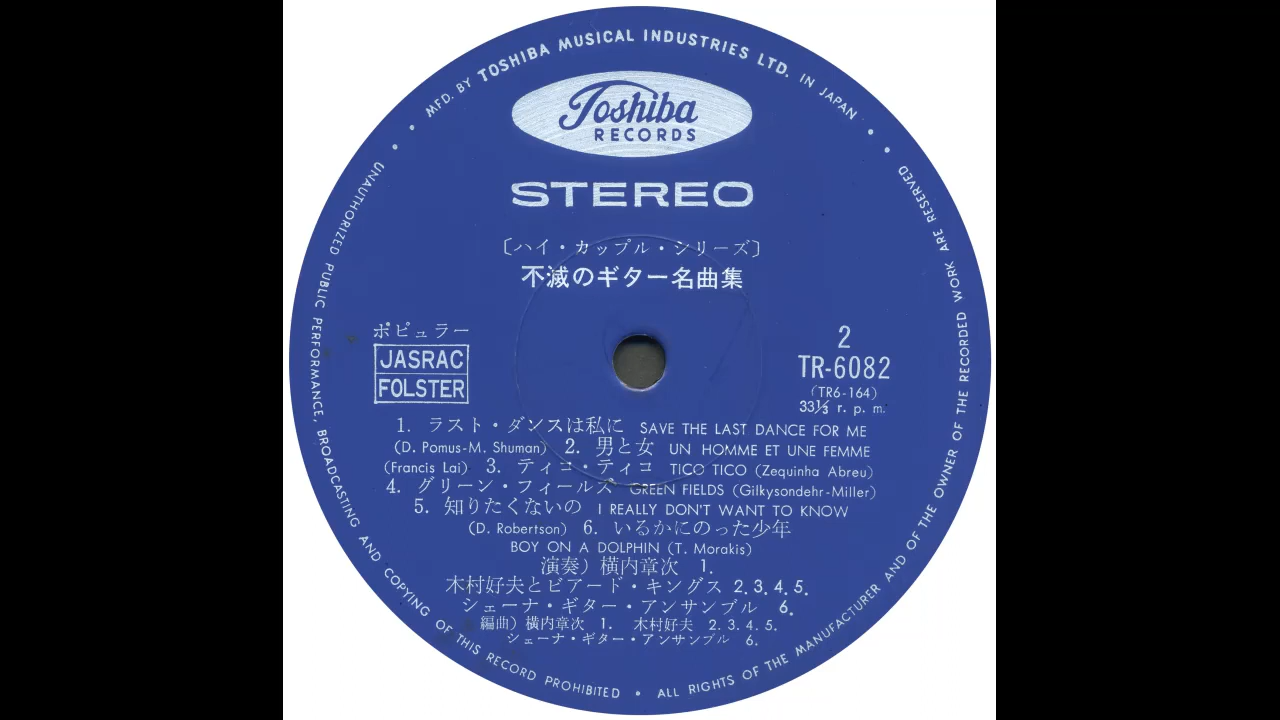 MFD. BY TOSHIBA MUSICAL INDUSTRIES LTD. IN JAPAN
Toshiba
RECORDS
STEREO
〔ハイ・カップル・シリーズ〕
不滅のギター名曲集
ポピュラー
JASRAC
FOLSTER
2
TR-6082
(TR6-164)
33⅓ r. p. m.
1. ラスト・ダンスは私に SAVE THE LAST DANCE FOR ME
(D. Pomus-M. Shuman) 2. 男と女 UN HOMME ET UNE FEMME
(Francis Lai) 3. ティコ・ティコ TICO TICO (Zequinha Abreu)
4. グリーン・フィールズ GREEN FIELDS (Gilkysondehr-Miller)
5. 知りたくないの I REALLY DON'T WANT TO KNOW
(D. Robertson) 6. いるかにのった少年
BOY ON A DOLPHIN (T. Morakis)
演奏) 横内章次 1.
木村好夫とビアード・キングス 2. 3. 4. 5.
シェーナ・ギター・アンサンブル 6.
編曲) 横内章次 1. 木村好夫 2. 3. 4. 5.
シェーナ・ギター・アンサンブル 6.
UNAUTHORIZED PUBLIC PERFORMANCE, BROADCASTING AND COPYING OF THIS RECORD PROHIBITED • ALL RIGHTS OF THE MANUFACTURER AND OF THE OWNER OF THE RECORDED WORK ARE RESERVED